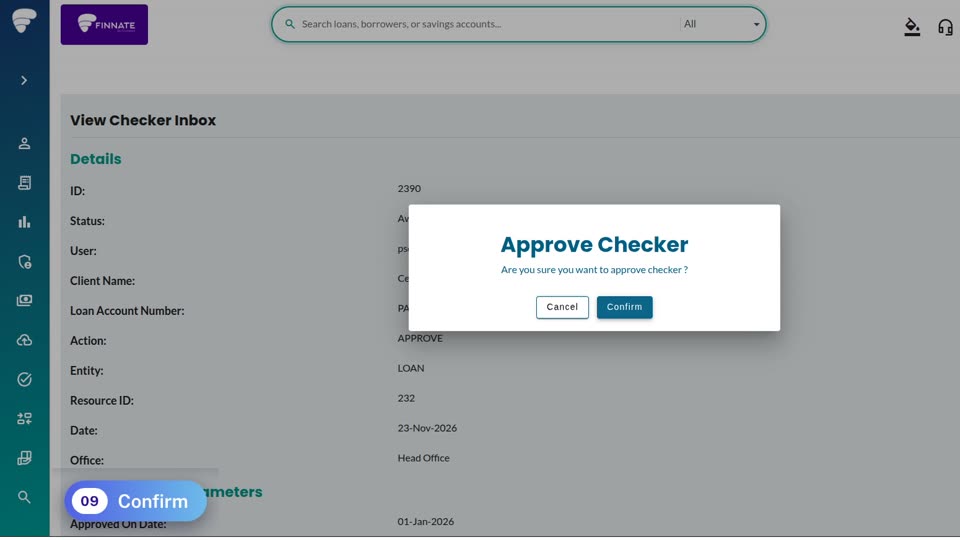 FINNATE
Search loans, borrowers, or savings accounts...
All
View Checker Inbox
Details
ID: 2390
Status:
User:
Client Name:
Loan Account Number:
Action: APPROVE
Entity: LOAN
Resource ID: 232
Date: 23-Nov-2026
Office: Head Office
Approved On Date: 01-Jan-2026
Approve Checker
Are you sure you want to approve checker ?
Cancel Confirm
09 Confirm